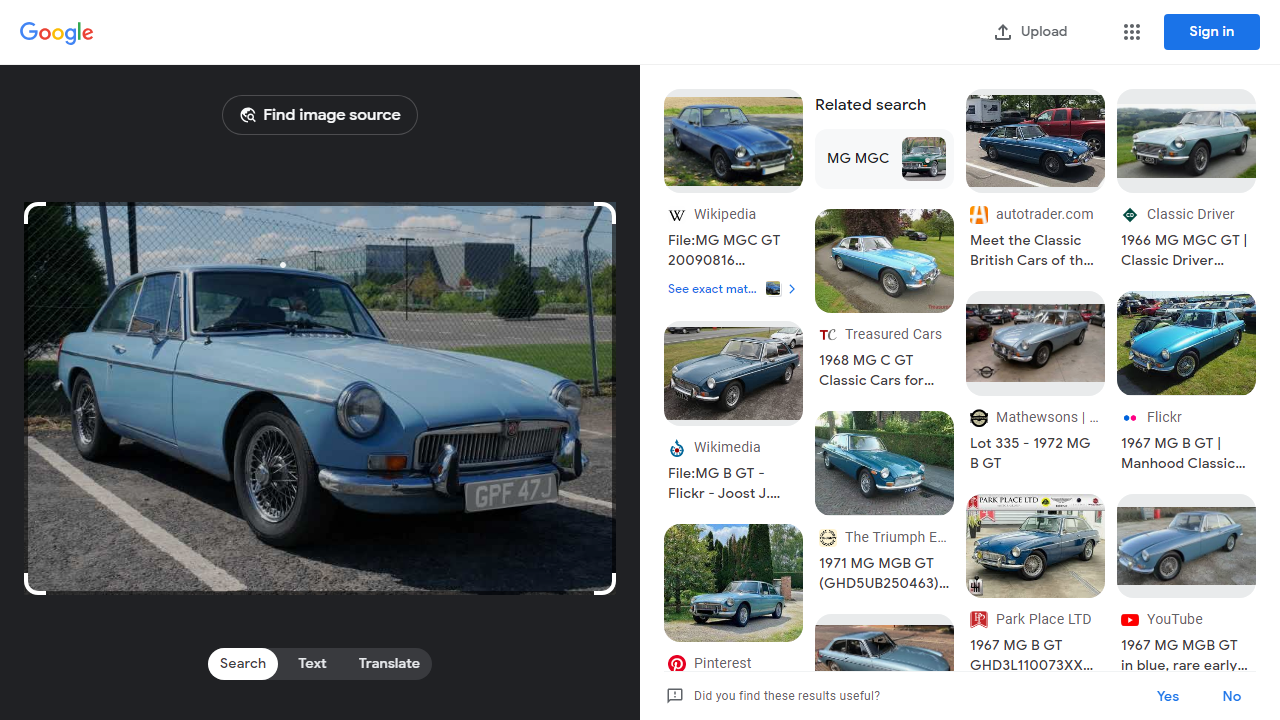 Google
Upload
Sign in
Find image source
GPF 47J
Search
Text
Translate
Wikipedia
File:MG MGC GT
20090816...
See exact mat...
Wikimedia
File:MG B GT -
Flickr - Joost J....
Pinterest
Related search
MG MGC
Treasured Cars
1968 MG C GT
Classic Cars for...
The Triumph E...
1971 MG MGB GT
(GHD5UB250463)...
autotrader.com
Meet the Classic
British Cars of th...
Mathewsons | ...
Lot 335 - 1972 MG
B GT
PARK PLACE LTD
Park Place LTD
1967 MG B GT
GHD3L110073XX...
Classic Driver
1966 MG MGC GT |
Classic Driver...
Flickr
1967 MG B GT |
Manhood Classic...
YouTube
1967 MG MGB GT
in blue, rare early...
Did you find these results useful?
Yes
No